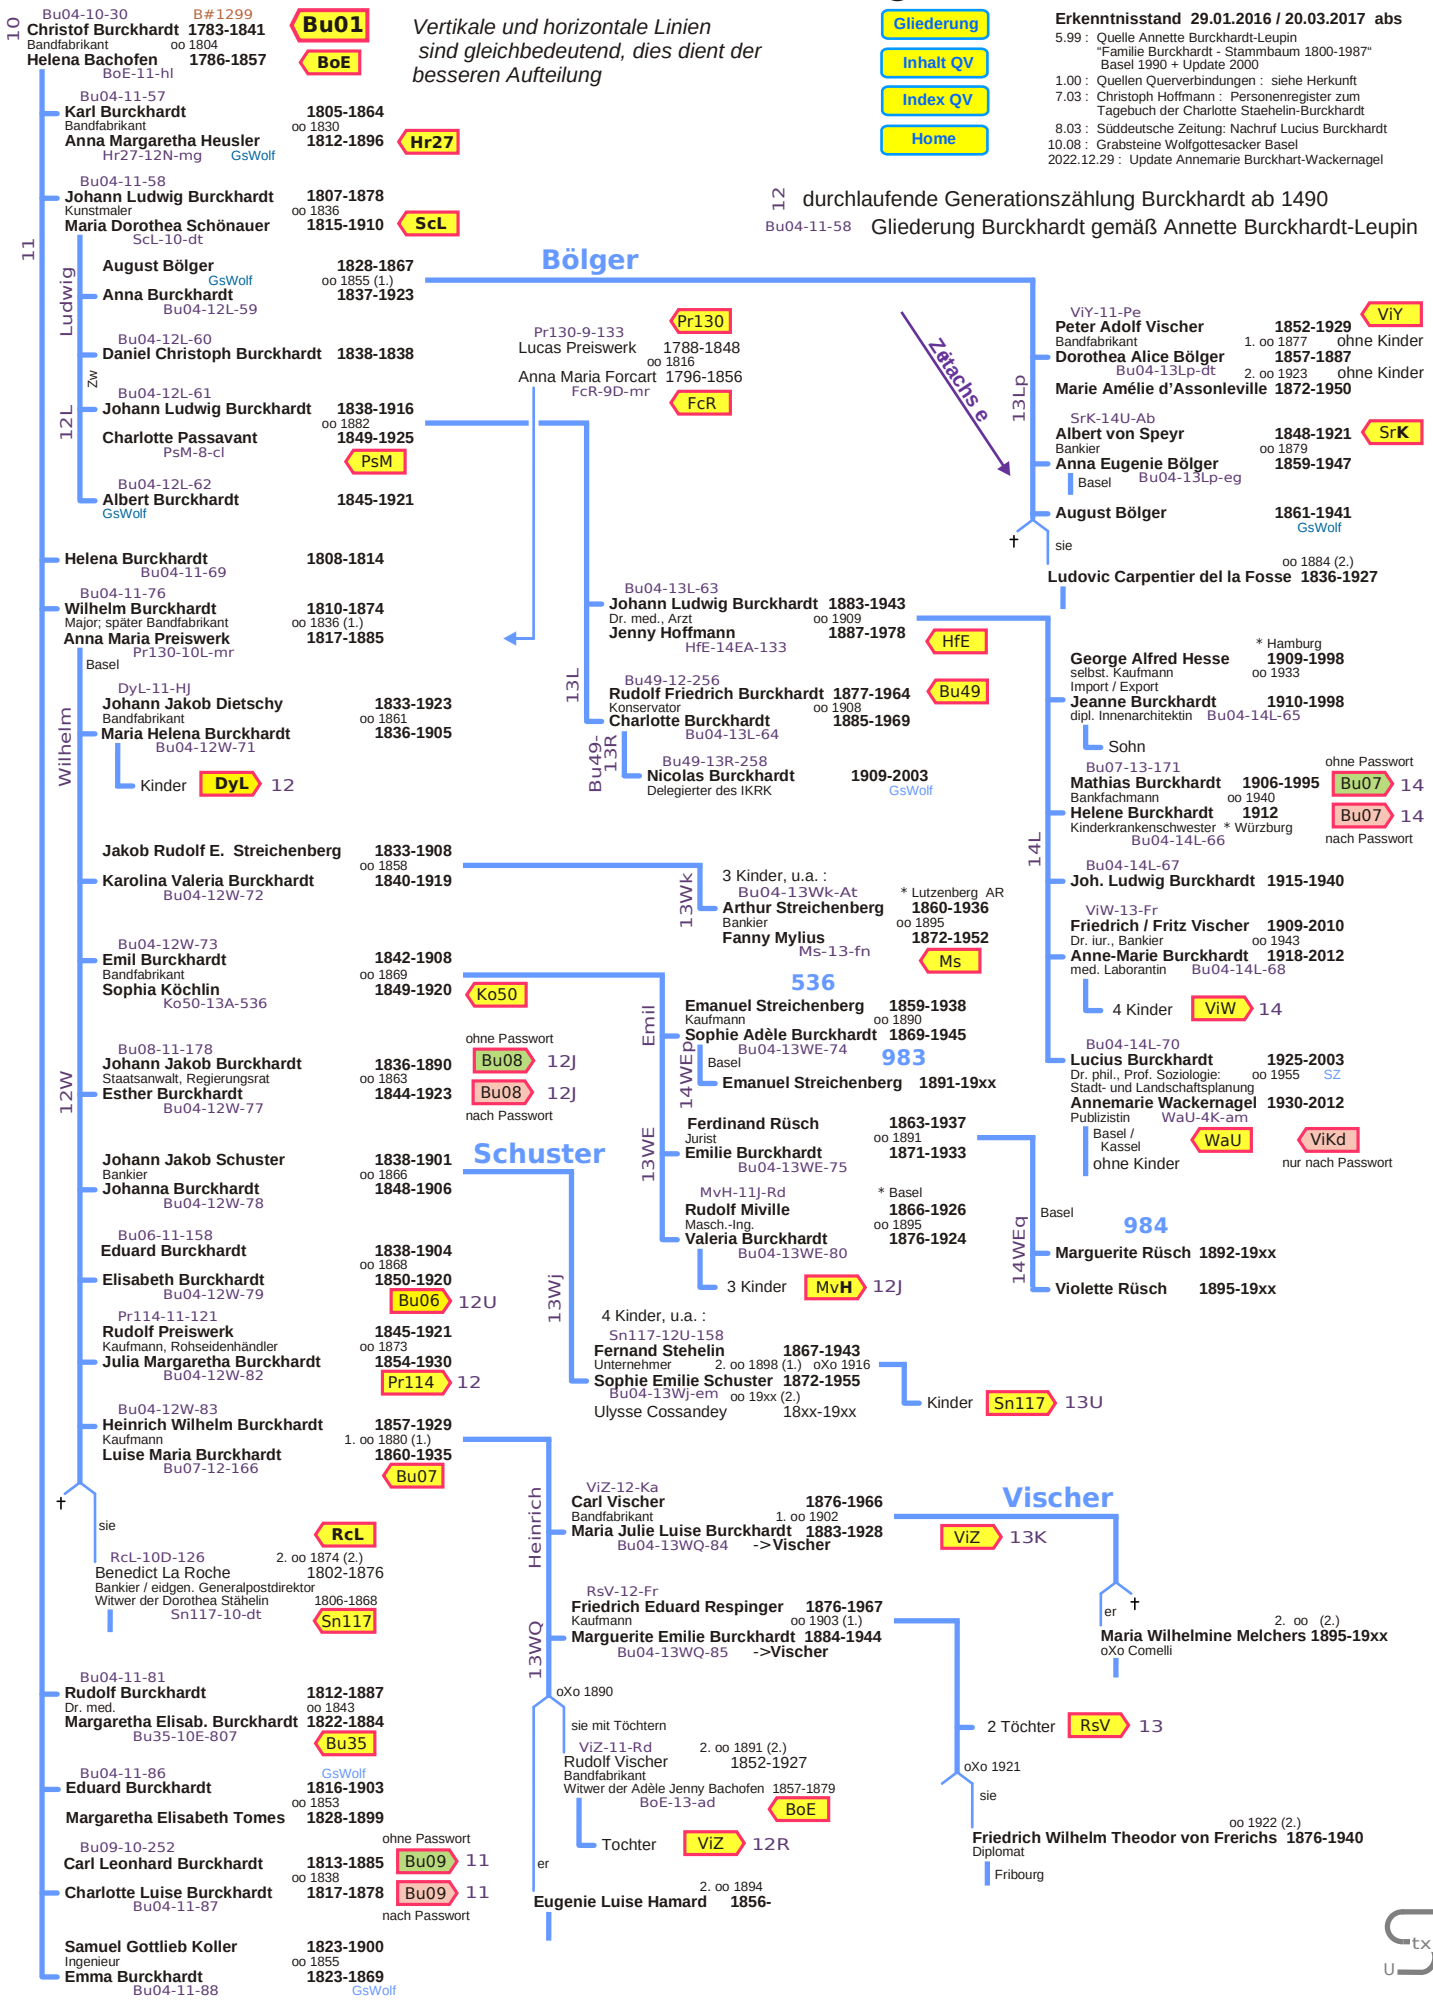 10
Bu04-10-30 B#1299
Christof Burckhardt 1783-1841
Bandfabrikant oo 1804
Helena Bachofen 1786-1857
BoE-11-hl
Bu01
BoE
Vertikale und horizontale Linien
sind gleichbedeutend, dies dient der
besseren Aufteilung
Gliederung
Inhalt QV
Index QV
Home
Erkenntnisstand 29.01.2016 / 20.03.2017 abs
5.99 : Quelle Annette Burckhardt-Leupin
"Familie Burckhardt - Stammbaum 1800-1987"
Basel 1990 + Update 2000
1.00 : Quellen Querverbindungen : siehe Herkunft
7.03 : Christoph Hoffmann : Personenregister zum
Tagebuch der Charlotte Staehelin-Burckhardt
8.03 : Süddeutsche Zeitung: Nachruf Lucius Burckhardt
10.08 : Grabsteine Wolfgottesacker Basel
2022.12.29 : Update Annemarie Burckhart-Wackernagel
12 durchlaufende Generationszählung Burckhardt ab 1490
Bu04-11-58 Gliederung Burckhardt gemäß Annette Burckhardt-Leupin
11
Bu04-11-57
Karl Burckhardt 1805-1864
Bandfabrikant oo 1830
Anna Margaretha Heusler 1812-1896
Hr27-12N-mg GsWolf
Hr27
Bu04-11-58
Johann Ludwig Burckhardt 1807-1878
Kunstmaler oo 1836
Maria Dorothea Schönauer 1815-1910
ScL-10-dt
ScL
Ludwig
Zw
12L
August Bölger 1828-1867
GsWolf oo 1855 (1.)
Anna Burckhardt 1837-1923
Bu04-12L-59
Bu04-12L-60
Daniel Christoph Burckhardt 1838-1838
Bu04-12L-61
Johann Ludwig Burckhardt 1838-1916
oo 1882
Charlotte Passavant 1849-1925
PsM-8-cl
PsM
Bu04-12L-62
Albert Burckhardt 1845-1921
GsWolf
Bölger
Pr130-9-133
Pr130
Lucas Preiswerk 1788-1848
oo 1816
Anna Maria Forcart 1796-1856
FcR-9D-mr
FcR
Zeitachse
13Lp
ViY-11-Pe
ViY
Peter Adolf Vischer 1852-1929
Bandfabrikant 1. oo 1877 ohne Kinder
Dorothea Alice Bölger 1857-1887
Bu04-13Lp-dt 2. oo 1923 ohne Kinder
Marie Amélie d'Assonleville 1872-1950
SrK-14U-Ab
Albert von Speyr 1848-1921
SrK
Bankier oo 1879
Anna Eugenie Bölger 1859-1947
Basel Bu04-13Lp-eg
August Bölger 1861-1941
GsWolf
†
sie
oo 1884 (2.)
Ludovic Carpentier del la Fosse 1836-1927
Helena Burckhardt 1808-1814
Bu04-11-69
Bu04-11-76
Wilhelm Burckhardt 1810-1874
Major; später Bandfabrikant oo 1836 (1.)
Anna Maria Preiswerk 1817-1885
Pr130-10L-mr
Basel
Wilhelm
12W
DyL-11-HJ
Johann Jakob Dietschy 1833-1923
Bandfabrikant oo 1861
Maria Helena Burckhardt 1836-1905
Bu04-12W-71
Kinder DyL 12
13L
Bu04-13L-63
Johann Ludwig Burckhardt 1883-1943
Dr. med., Arzt oo 1909
Jenny Hoffmann 1887-1978
HfE-14EA-133
HfE
Bu49-12-256
Rudolf Friedrich Burckhardt 1877-1964
Konservator oo 1908
Charlotte Burckhardt 1885-1969
Bu04-13L-64
Bu49
Bu49-
13R
Bu49-13R-258
Nicolas Burckhardt 1909-2003
Delegierter des IKRK GsWolf
14L
* Hamburg
George Alfred Hesse 1909-1998
selbst. Kaufmann oo 1933
Import / Export
Jeanne Burckhardt 1910-1998
dipl. Innenarchitektin Bu04-14L-65
Sohn
Bu07-13-171 ohne Passwort
Mathias Burckhardt 1906-1995
Bu07 14
Bankfachmann oo 1940
Helene Burckhardt 1912
Bu07 14
Kinderkrankenschwester * Würzburg
Bu04-14L-66 nach Passwort
Bu04-14L-67
Joh. Ludwig Burckhardt 1915-1940
ViW-13-Fr
Friedrich / Fritz Vischer 1909-2010
Dr. iur., Bankier oo 1943
Anne-Marie Burckhardt 1918-2012
med. Laborantin Bu04-14L-68
4 Kinder ViW 14
Bu04-14L-70
Lucius Burckhardt 1925-2003
Dr. phil., Prof. Soziologie: oo 1955 SZ
Stadt- und Landschaftsplanung
Annemarie Wackernagel 1930-2012
Publizistin WaU-4K-am
Basel /
Kassel
WaU
ViKd
ohne Kinder nur nach Passwort
Jakob Rudolf E. Streichenberg 1833-1908
oo 1858
Karolina Valeria Burckhardt 1840-1919
Bu04-12W-72
13Wk
3 Kinder, u.a. :
Bu04-13Wk-At * Lutzenberg AR
Arthur Streichenberg 1860-1936
Bankier oo 1895
Fanny Mylius 1872-1952
Ms-13-fn
Ms
Bu04-12W-73
Emil Burckhardt 1842-1908
Bandfabrikant oo 1869
Sophia Köchlin 1849-1920
Ko50-13A-536
Ko50
Emil
13WE
536
Emanuel Streichenberg 1859-1938
Kaufmann oo 1890
Sophie Adèle Burckhardt 1869-1945
Bu04-13WE-74 983
14WEp
Basel
Emanuel Streichenberg 1891-19xx
Ferdinand Rüsch 1863-1937
Jurist oo 1891
Emilie Burckhardt 1871-1933
Bu04-13WE-75
MvH-11J-Rd * Basel
Rudolf Miville 1866-1926
Masch.-Ing. oo 1895
Valeria Burckhardt 1876-1924
Bu04-13WE-80
3 Kinder MvH 12J
14WEq
Basel
984
Marguerite Rüsch 1892-19xx
Violette Rüsch 1895-19xx
Bu08-11-178 ohne Passwort
Johann Jakob Burckhardt 1836-1890
Bu08 12J
Staatsanwalt, Regierungsrat oo 1863
Esther Burckhardt 1844-1923
Bu08 12J
Bu04-12W-77 nach Passwort
Schuster
Johann Jakob Schuster 1838-1901
Bankier oo 1866
Johanna Burckhardt 1848-1906
Bu04-12W-78
13Wj
4 Kinder, u.a. :
Sn117-12U-158
Fernand Stehelin 1867-1943
Unternehmer 2. oo 1898 (1.) oXo 1916
Sophie Emilie Schuster 1872-1955
Bu04-13Wj-em oo 19xx (2.)
Ulysse Cossandey 18xx-19xx
Kinder Sn117 13U
Bu06-11-158
Eduard Burckhardt 1838-1904
oo 1868
Elisabeth Burckhardt 1850-1920
Bu04-12W-79
Bu06 12U
Pr114-11-121
Rudolf Preiswerk 1845-1921
Kaufmann, Rohseidenhändler oo 1873
Julia Margaretha Burckhardt 1854-1930
Bu04-12W-82
Pr114 12
Bu04-12W-83
Heinrich Wilhelm Burckhardt 1857-1929
Kaufmann 1. oo 1880 (1.)
Luise Maria Burckhardt 1860-1935
Bu07-12-166
Bu07
†
sie
RcL
RcL-10D-126 2. oo 1874 (2.)
Benedict La Roche 1802-1876
Bankier / eidgen. Generalpostdirektor
Witwer der Dorothea Stähelin 1806-1868
Sn117-10-dt
Sn117
Heinrich
13WQ
ViZ-12-Ka
Carl Vischer 1876-1966
Bandfabrikant 1. oo 1902
Maria Julie Luise Burckhardt 1883-1928
Bu04-13WQ-84 ->Vischer
ViZ 13K
Vischer
er
†
2. oo (2.)
Maria Wilhelmine Melchers 1895-19xx
oXo Comelli
RsV-12-Fr
Friedrich Eduard Respinger 1876-1967
Kaufmann oo 1903 (1.)
Marguerite Emilie Burckhardt 1884-1944
Bu04-13WQ-85 ->Vischer
2 Töchter RsV 13
oXo 1921
sie
oo 1922 (2.)
Friedrich Wilhelm Theodor von Frerichs 1876-1940
Diplomat
Fribourg
oXo 1890
sie mit Töchtern
ViZ-11-Rd 2. oo 1891 (2.)
Rudolf Vischer 1852-1927
Bandfabrikant
Witwer der Adèle Jenny Bachofen 1857-1879
BoE-13-ad
BoE
Tochter ViZ 12R
er
2. oo 1894
Eugenie Luise Hamard 1856-
Bu04-11-81
Rudolf Burckhardt 1812-1887
Dr. med. oo 1843
Margaretha Elisab. Burckhardt 1822-1884
Bu35-10E-807
Bu35
Bu04-11-86 GsWolf
Eduard Burckhardt 1816-1903
oo 1853
Margaretha Elisabeth Tomes 1828-1899
Bu09-10-252 ohne Passwort
Carl Leonhard Burckhardt 1813-1885
Bu09 11
oo 1838
Charlotte Luise Burckhardt 1817-1878
Bu09 11
Bu04-11-87 nach Passwort
Samuel Gottlieb Koller 1823-1900
Ingenieur oo 1855
Emma Burckhardt 1823-1869
Bu04-11-88 GsWolf
tx
U